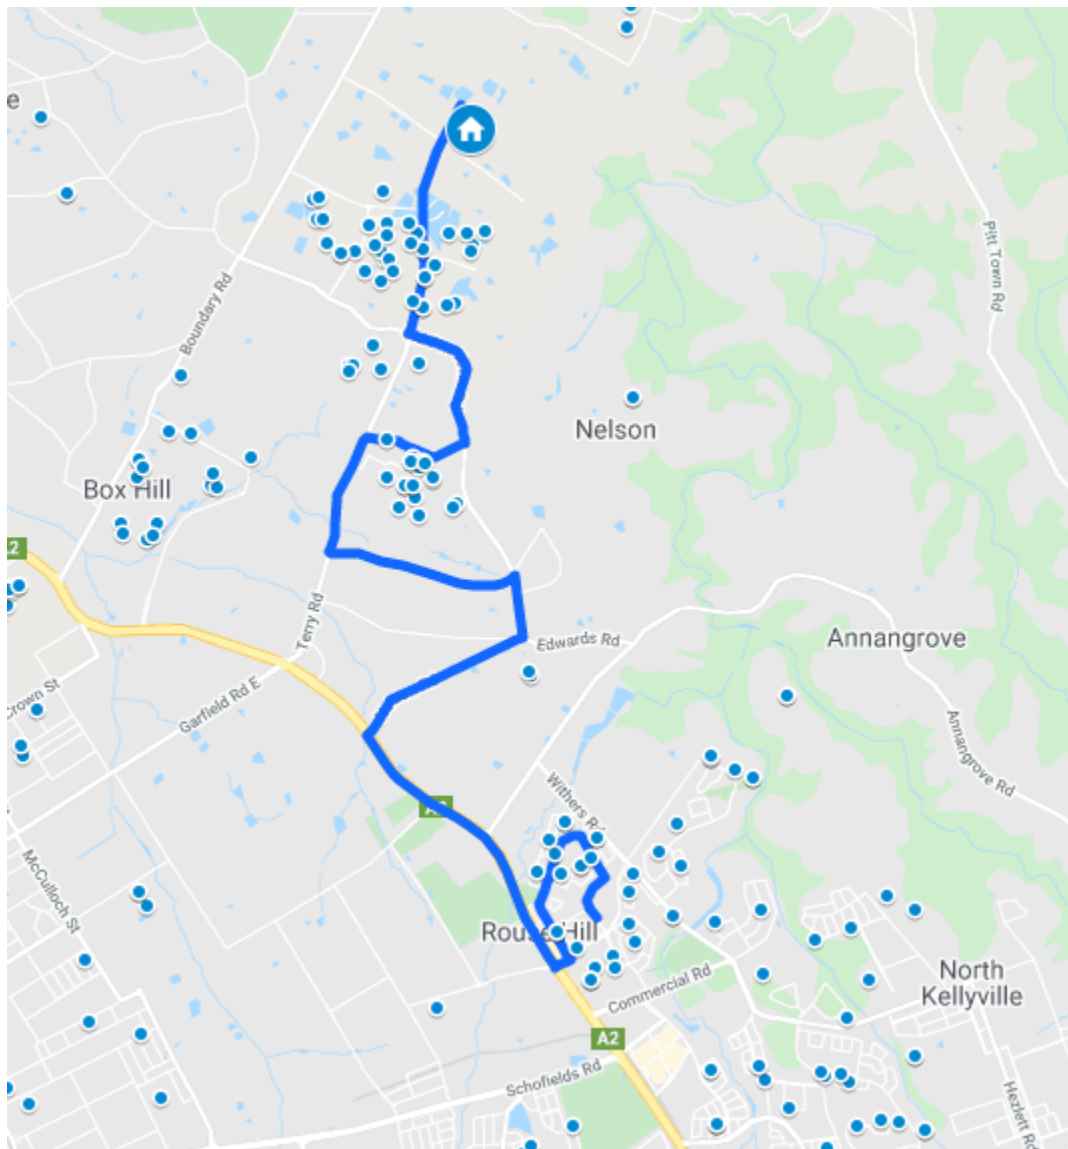 e
Pitt Town Rd
Boundary Rd
Nelson
Box Hill
A2
Terry Rd
Edwards Rd
Annangrove
Crown St
Garfield Rd E
Annangrove Rd
Withers Rd
A2
McCulloch St
Rouse Hill
Commercial Rd
North
Kellyville
A2
Schofields Rd
Hezlett Rd